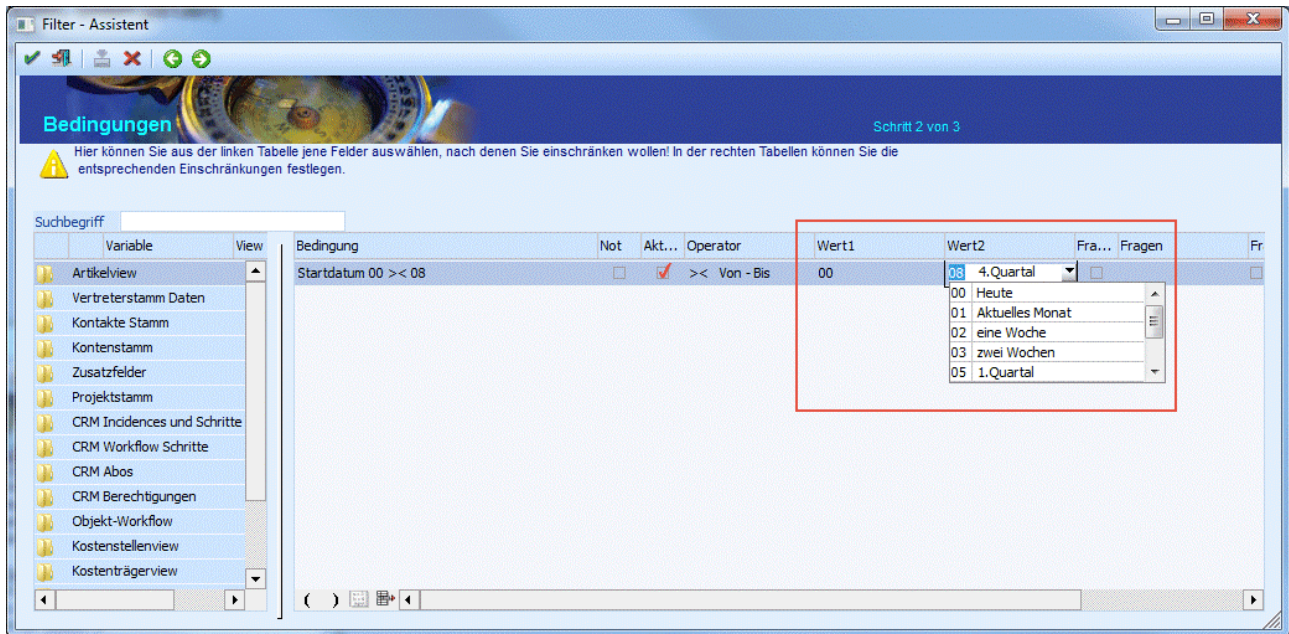 Filter - Assistent
Bedingungen
Schritt 2 von 3
Hier können Sie aus der linken Tabelle jene Felder auswählen, nach denen Sie einschränken wollen! In der rechten Tabellen können Sie die
entsprechenden Einschränkungen festlegen.
Suchbegriff
Variable View Bedingung Not Akt... Operator Wert1 Wert2 Fra... Fragen Fr
Artikelview Startdatum 00 >< 08 >< Von - Bis 00 08 4.Quartal
Vertreterstamm Daten 00 Heute
Kontakte Stamm 01 Aktuelles Monat
Kontenstamm 02 eine Woche
Zusatzfelder 03 zwei Wochen
Projektstamm 05 1.Quartal
CRM Incidences und Schritte
CRM Workflow Schritte
CRM Abos
CRM Berechtigungen
Objekt-Workflow
Kostenstellenview
Kostenträgerview
( )